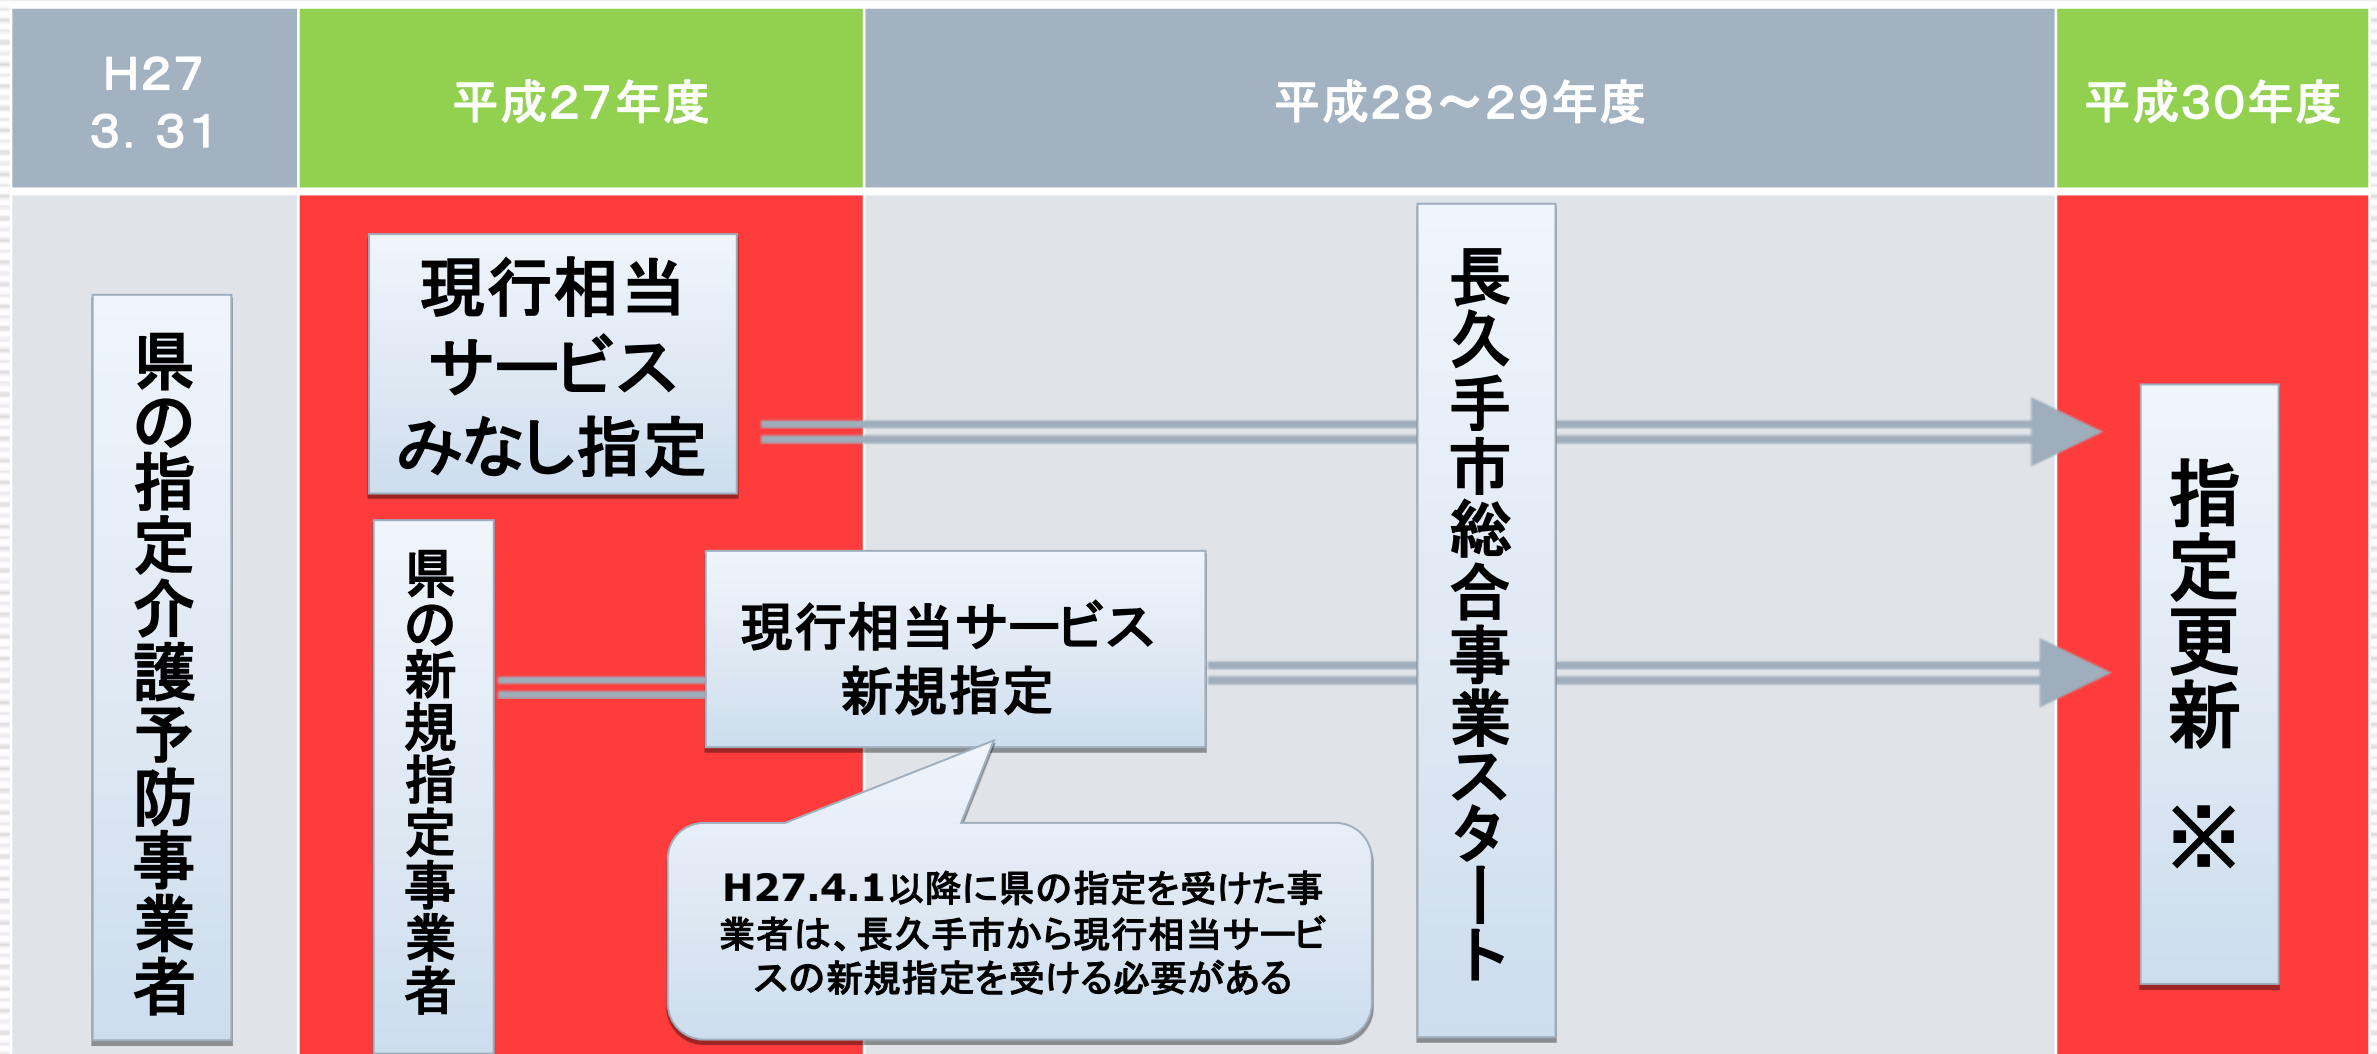 H27
3. 31
平成27年度
平成28～29年度
平成30年度
県の指定介護予防事業者
現行相当
サービス
みなし指定
県の新規指定事業者
現行相当サービス
新規指定
H27.4.1以降に県の指定を受けた事
業者は、長久手市から現行相当サービ
スの新規指定を受ける必要がある
長久手市総合事業スタート
指定更新 ※